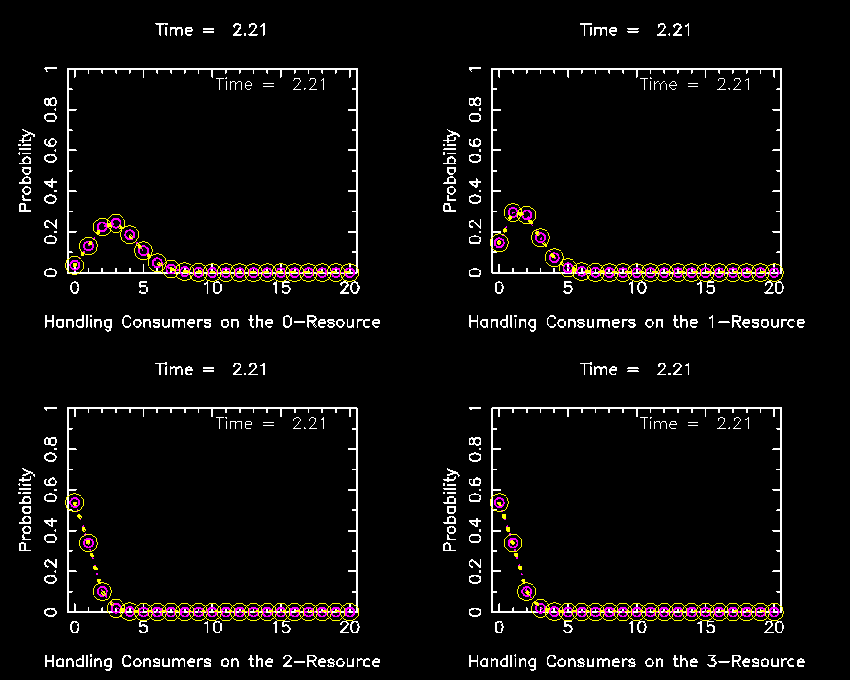 Time = 2.21
Time = 2.21
Probability
0 0.2 0.4 0.6 0.8 1
0 5 10 15 20
Handling Consumers on the 0-Resource
Time = 2.21
Time = 2.21
Probability
0 0.2 0.4 0.6 0.8 1
0 5 10 15 20
Handling Consumers on the 1-Resource
Time = 2.21
Time = 2.21
Probability
0 0.2 0.4 0.6 0.8 1
0 5 10 15 20
Handling Consumers on the 2-Resource
Time = 2.21
Time = 2.21
Probability
0 0.2 0.4 0.6 0.8 1
0 5 10 15 20
Handling Consumers on the 3-Resource